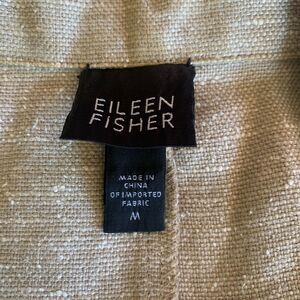 EILEEN
FISHER
MADE IN
CHINA
OF IMPORTED
FABRIC
M